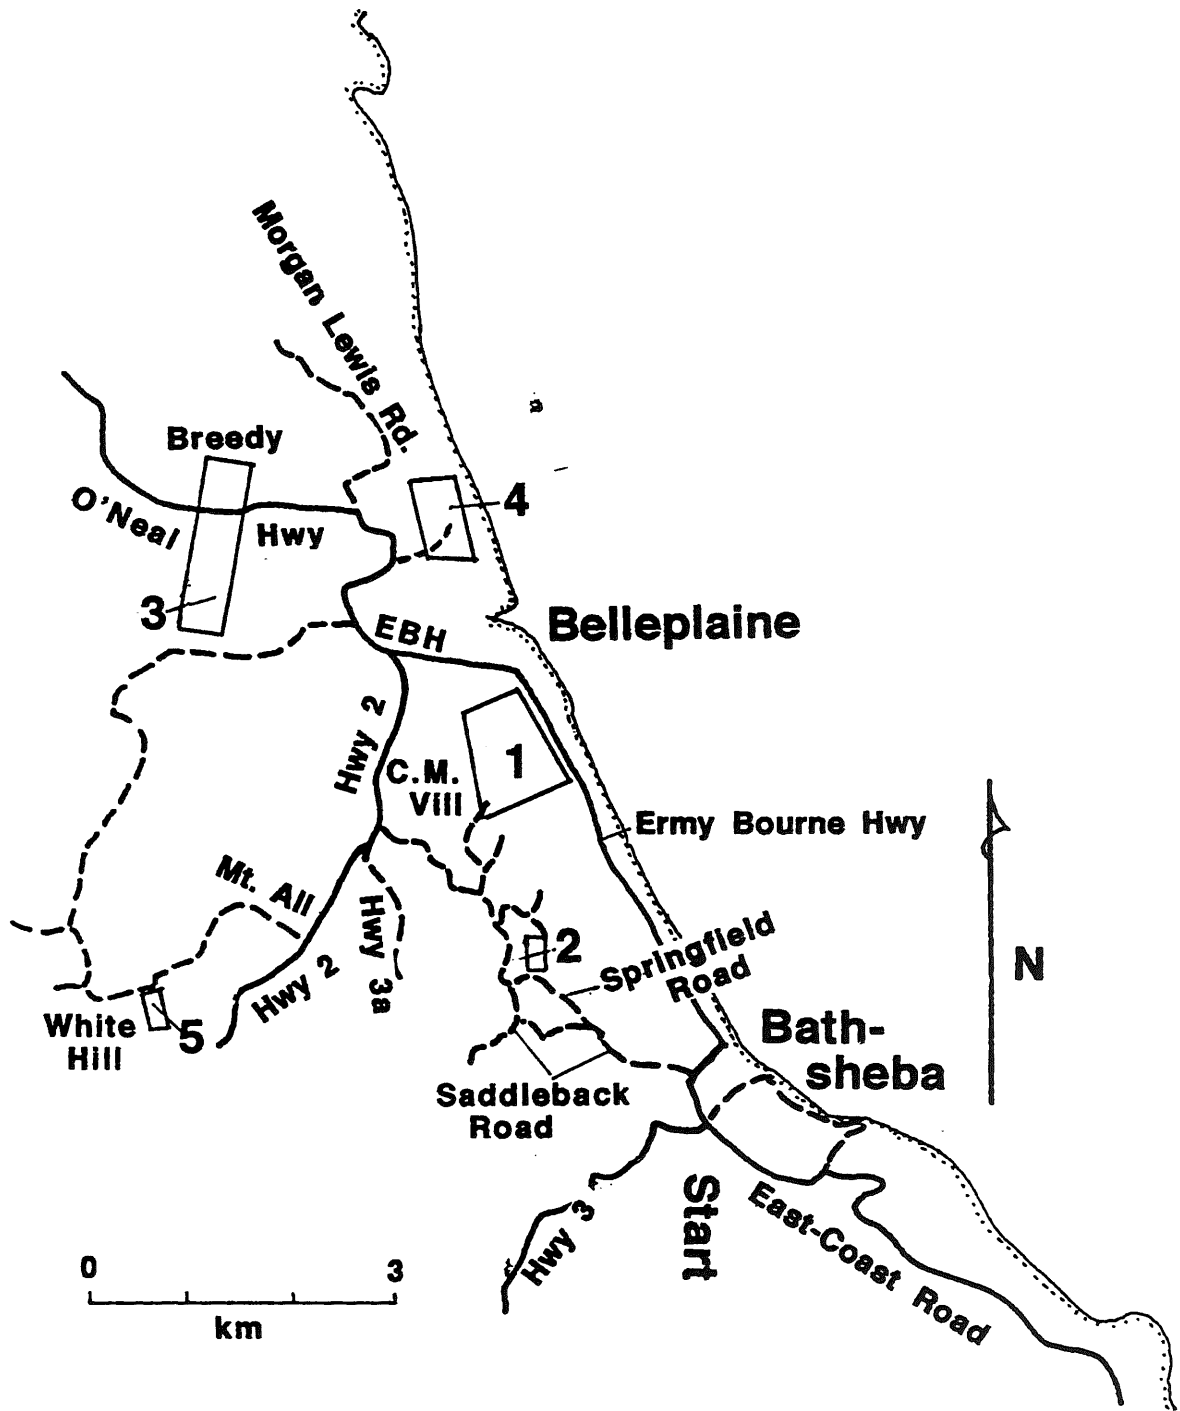 Morgan Lewis Rd.
Breedy
O'Neal
Hwy
4
3
Belleplaine
EBH
Hwy 2
C.M.
Vill
1
Ermy Bourne Hwy
Mt. All
Hwy 3a
2
Springfield
Road
N
Hwy 2
White
Hill
5
Bath-
sheba
Saddleback
Road
Start
East-Coast Road
Hwy 3
0
3
km